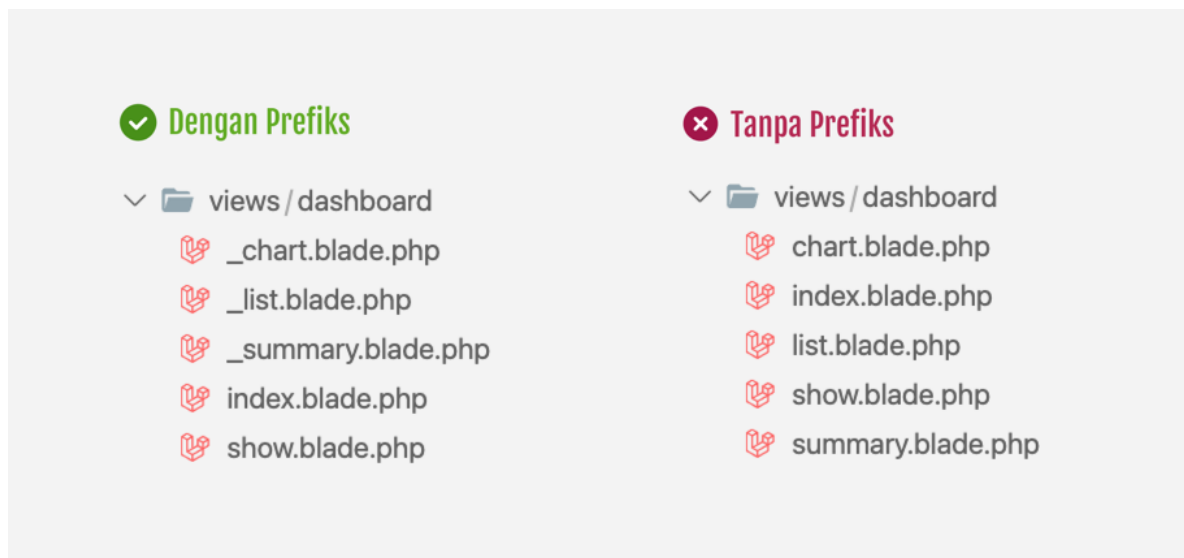 Dengan Prefiks
views/dashboard
_chart.blade.php
_list.blade.php
_summary.blade.php
index.blade.php
show.blade.php
Tanpa Prefiks
views/dashboard
chart.blade.php
index.blade.php
list.blade.php
show.blade.php
summary.blade.php